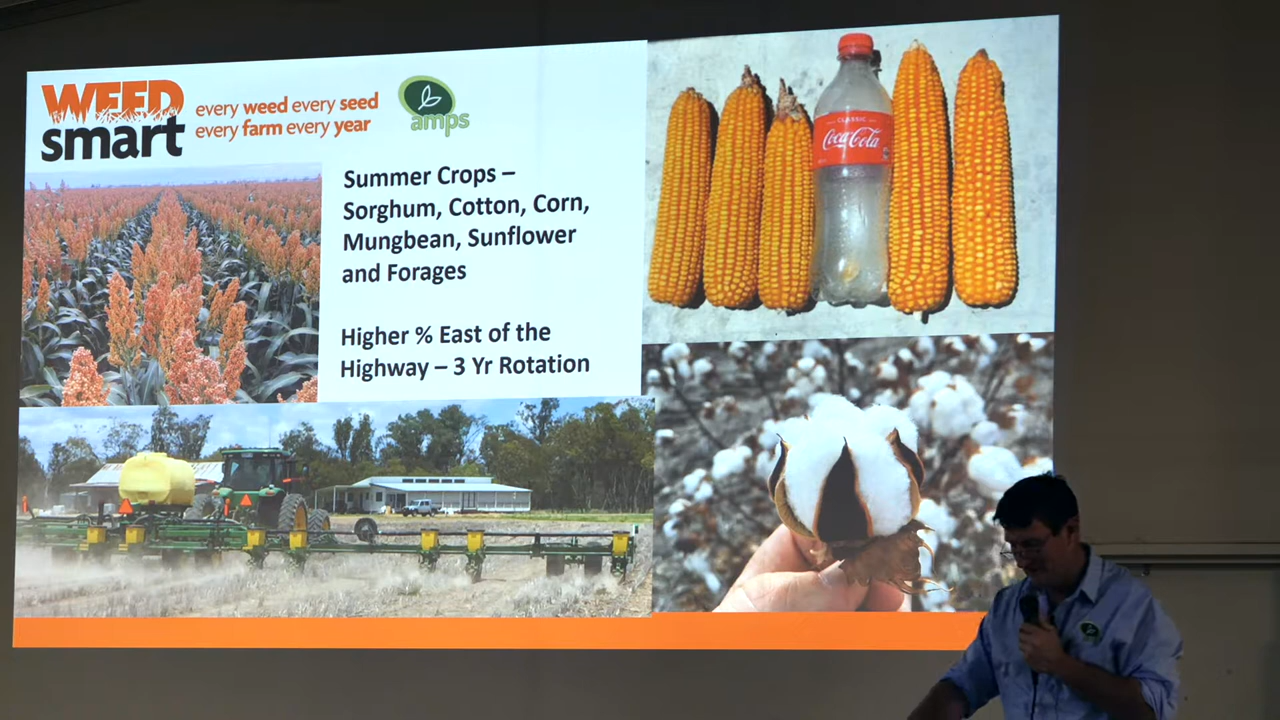 WEED
smart
every weed every seed
every farm every year
amps
Summer Crops –
Sorghum, Cotton, Corn,
Mungbean, Sunflower
and Forages
Higher % East of the
Highway – 3 Yr Rotation
CLASSIC
Coca-Cola